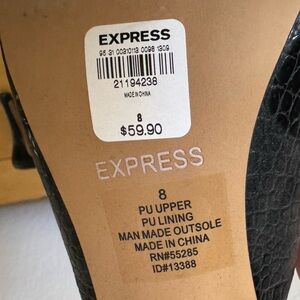 EXPRESS
95 31 00310113 0098 1309
21194238
MADE IN CHINA
8
$59.90
EXPRESS
8
PU UPPER
PU LINING
MAN MADE OUTSOLE
MADE IN CHINA
RN#55285
ID#13388